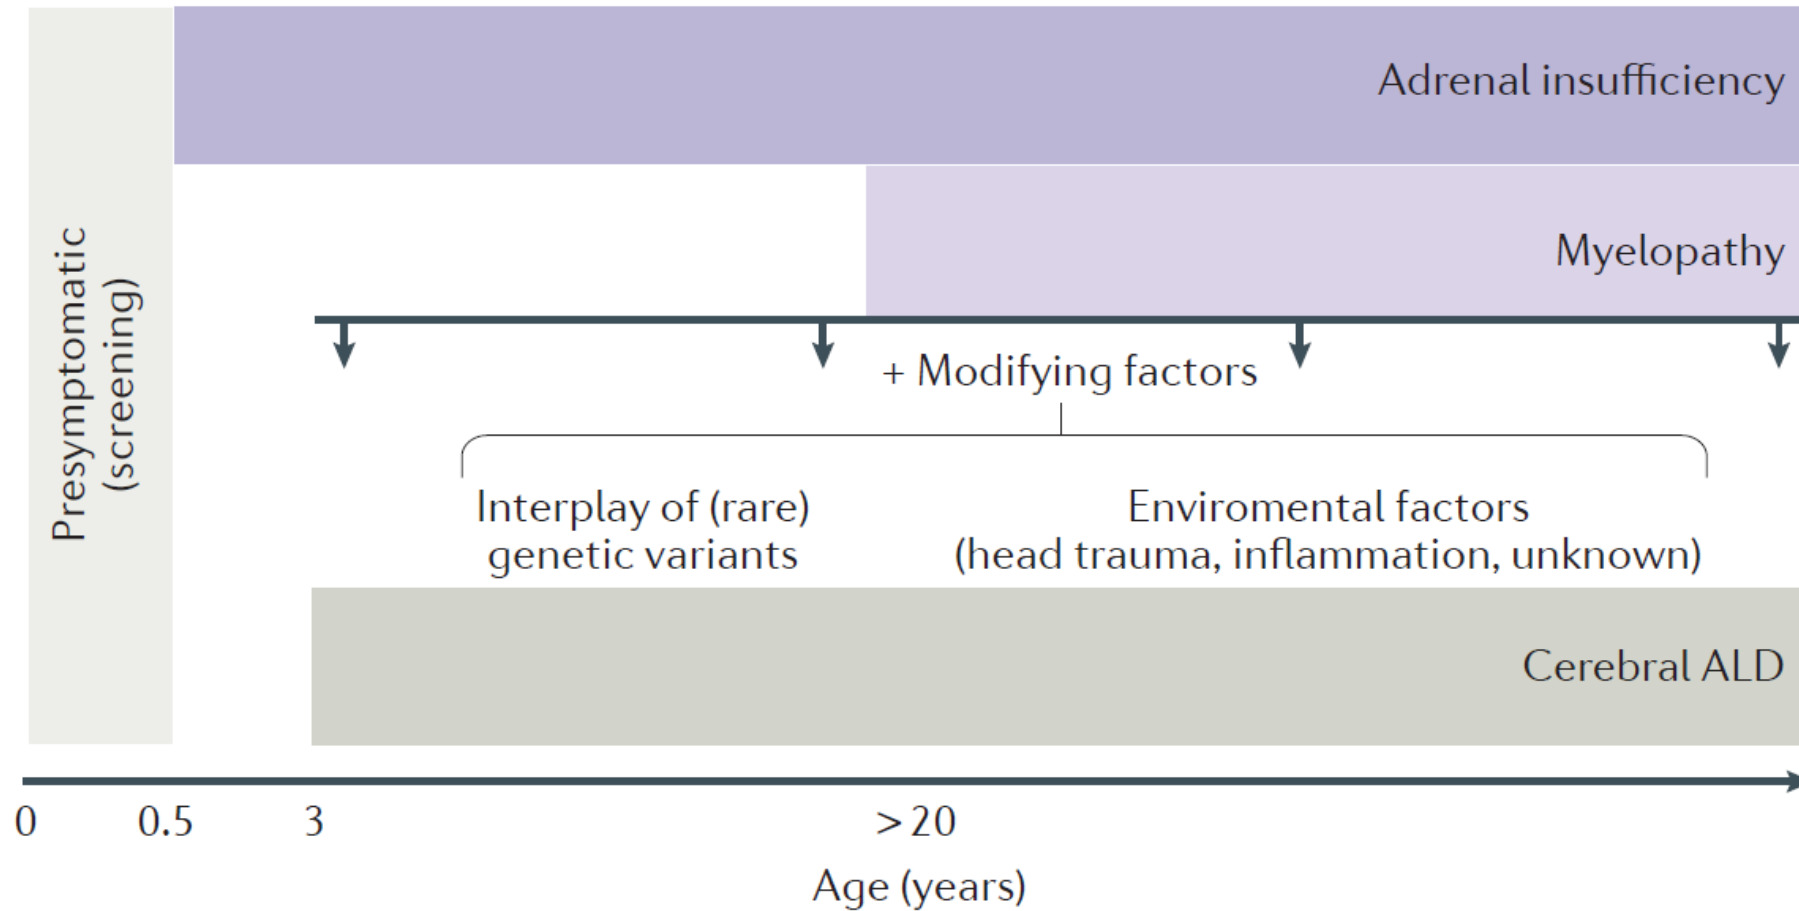 Adrenal insufficiency
Myelopathy
Presymptomatic
(screening)
+ Modifying factors
Interplay of (rare)
genetic variants
Enviromental factors
(head trauma, inflammation, unknown)
Cerebral ALD
0 0.5 3 >20
Age (years)